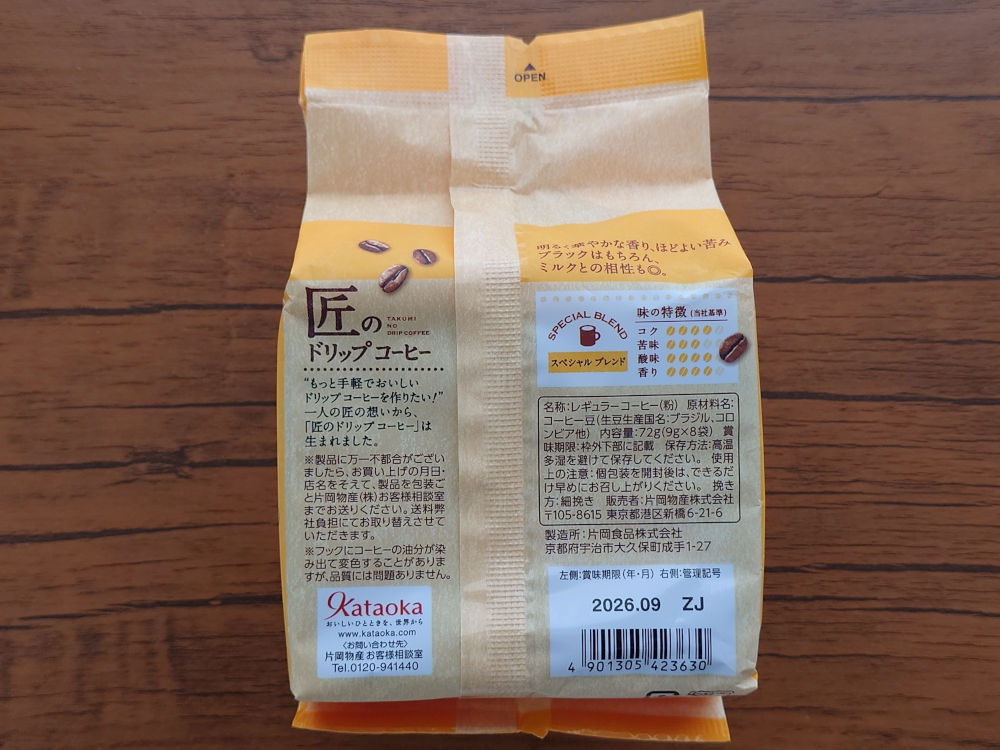 ▲
OPEN
明るく華やかな香り、ほどよい苦み
ブラックはもちろん、
ミルクとの相性も◎。
匠の
TAKUMI
NO
DRIP COFFEE
ドリップ コーヒー
“もっと手軽でおいしい
ドリップ コーヒーを作りたい!”
一人の匠の想いから、
「匠のドリップ コーヒー」は
生まれました。
※製品に万一不都合がござい
ましたら、お買い上げの月日・
店名をそえて、製品を包装ご
と片岡物産(株)お客様相談室
までお送りください。送料弊
社負担にてお取り替えさせて
いただきます。
※フックにコーヒーの油分が染
み出て変色することがありま
すが、品質には問題ありません。
Kataoka
おいしいひとときを、世界から
www.kataoka.com
〈お問い合わせ先〉
片岡物産お客様相談室
Tel.0120-941440
SPECIAL BLEND
スペシャル ブレンド
味の特徴 (当社基準)
コク
苦味
酸味
香り
名称:レギュラーコーヒー(粉) 原材料名:
コーヒー豆(生豆生産国名:ブラジル、コロ
ンビア他) 内容量:72g(9g×8袋) 賞
味期限:枠外下部に記載 保存方法:高温
多湿を避けて保存してください。 使用
上の注意:個包装を開封後は、できるだ
け早めにお召し上がりください。 挽き
方:細挽き 販売者:片岡物産株式会社
〒105-8615 東京都港区新橋6-21-6
製造所:片岡食品株式会社
京都府宇治市大久保町成手1-27
左側:賞味期限(年・月) 右側:管理記号
2026.09 ZJ
4 901305 423630